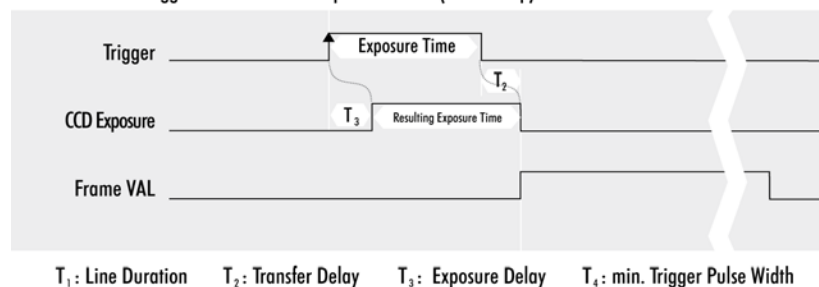 Trigger Exposure Time
T₂
CCD Exposure T₃ Resulting Exposure Time
Frame VAL
T₁: Line Duration T₂: Transfer Delay T₃: Exposure Delay T₄: min. Trigger Pulse Width